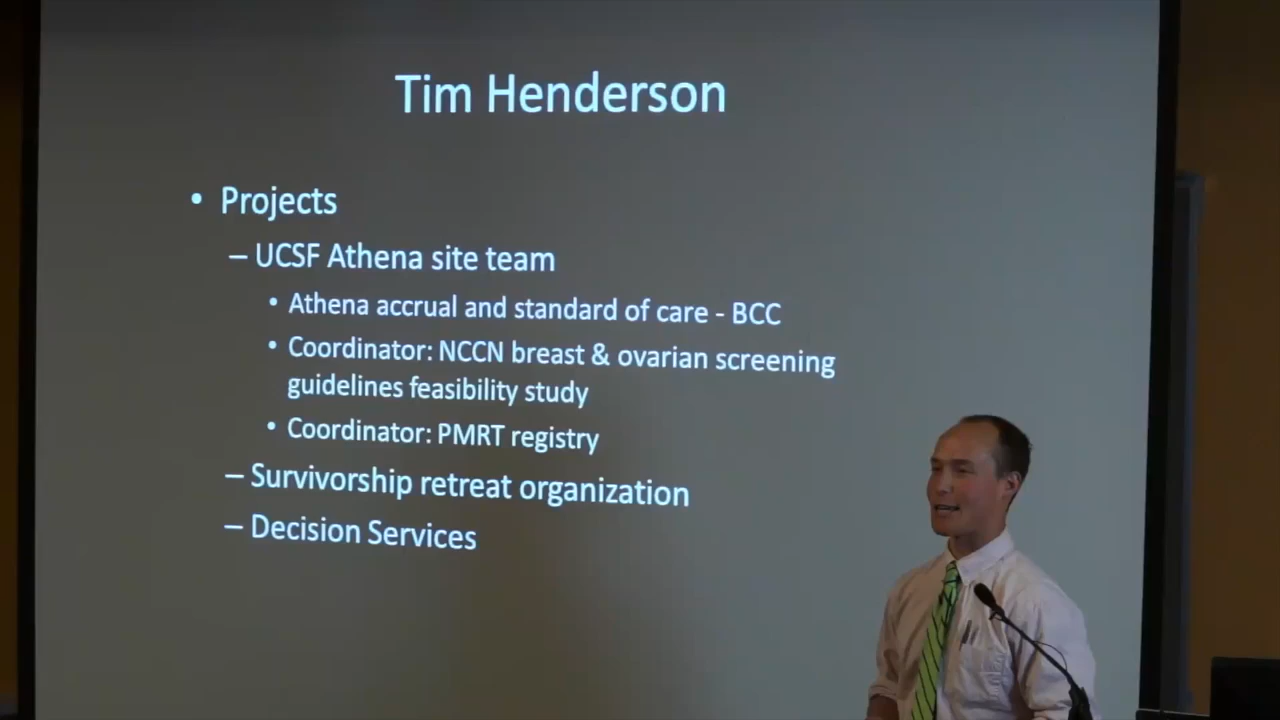 Tim Henderson
• Projects
– UCSF Athena site team
• Athena accrual and standard of care - BCC
• Coordinator: NCCN breast & ovarian screening
guidelines feasibility study
• Coordinator: PMRT registry
– Survivorship retreat organization
– Decision Services